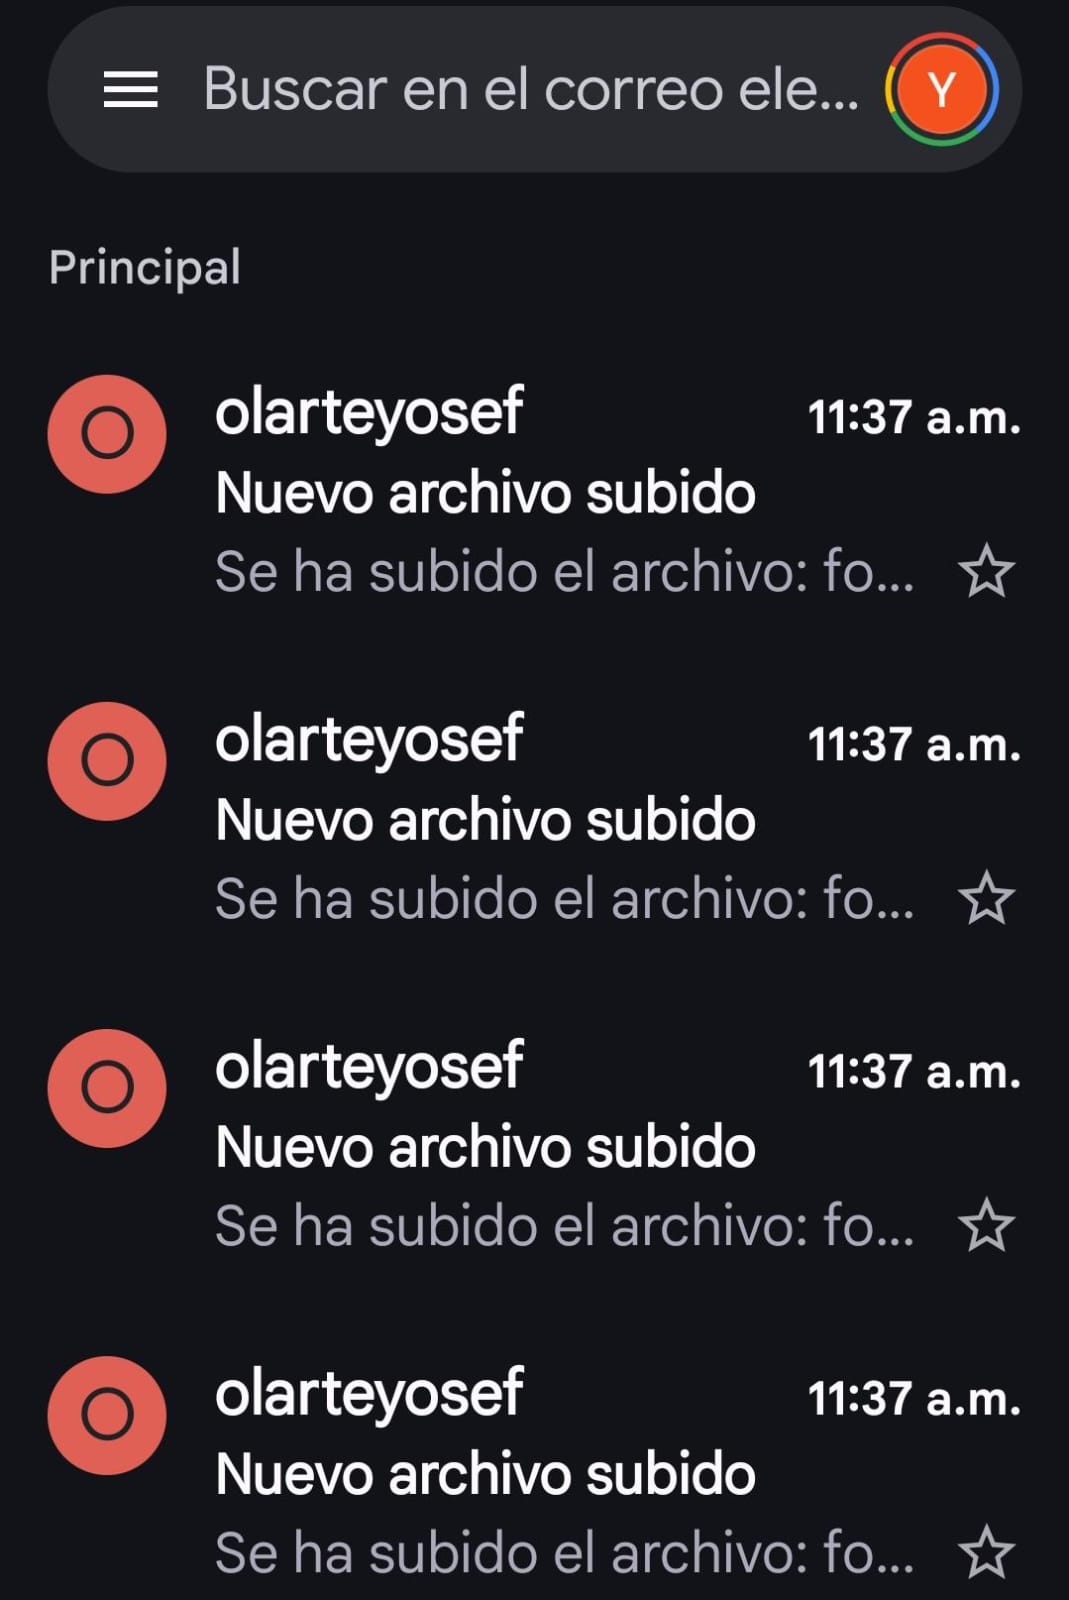 Buscar en el correo ele...
Y
Principal
O
olarteyosef
11:37 a.m.
Nuevo archivo subido
Se ha subido el archivo: fo...
O
olarteyosef
11:37 a.m.
Nuevo archivo subido
Se ha subido el archivo: fo...
O
olarteyosef
11:37 a.m.
Nuevo archivo subido
Se ha subido el archivo: fo...
O
olarteyosef
11:37 a.m.
Nuevo archivo subido
Se ha subido el archivo: fo...